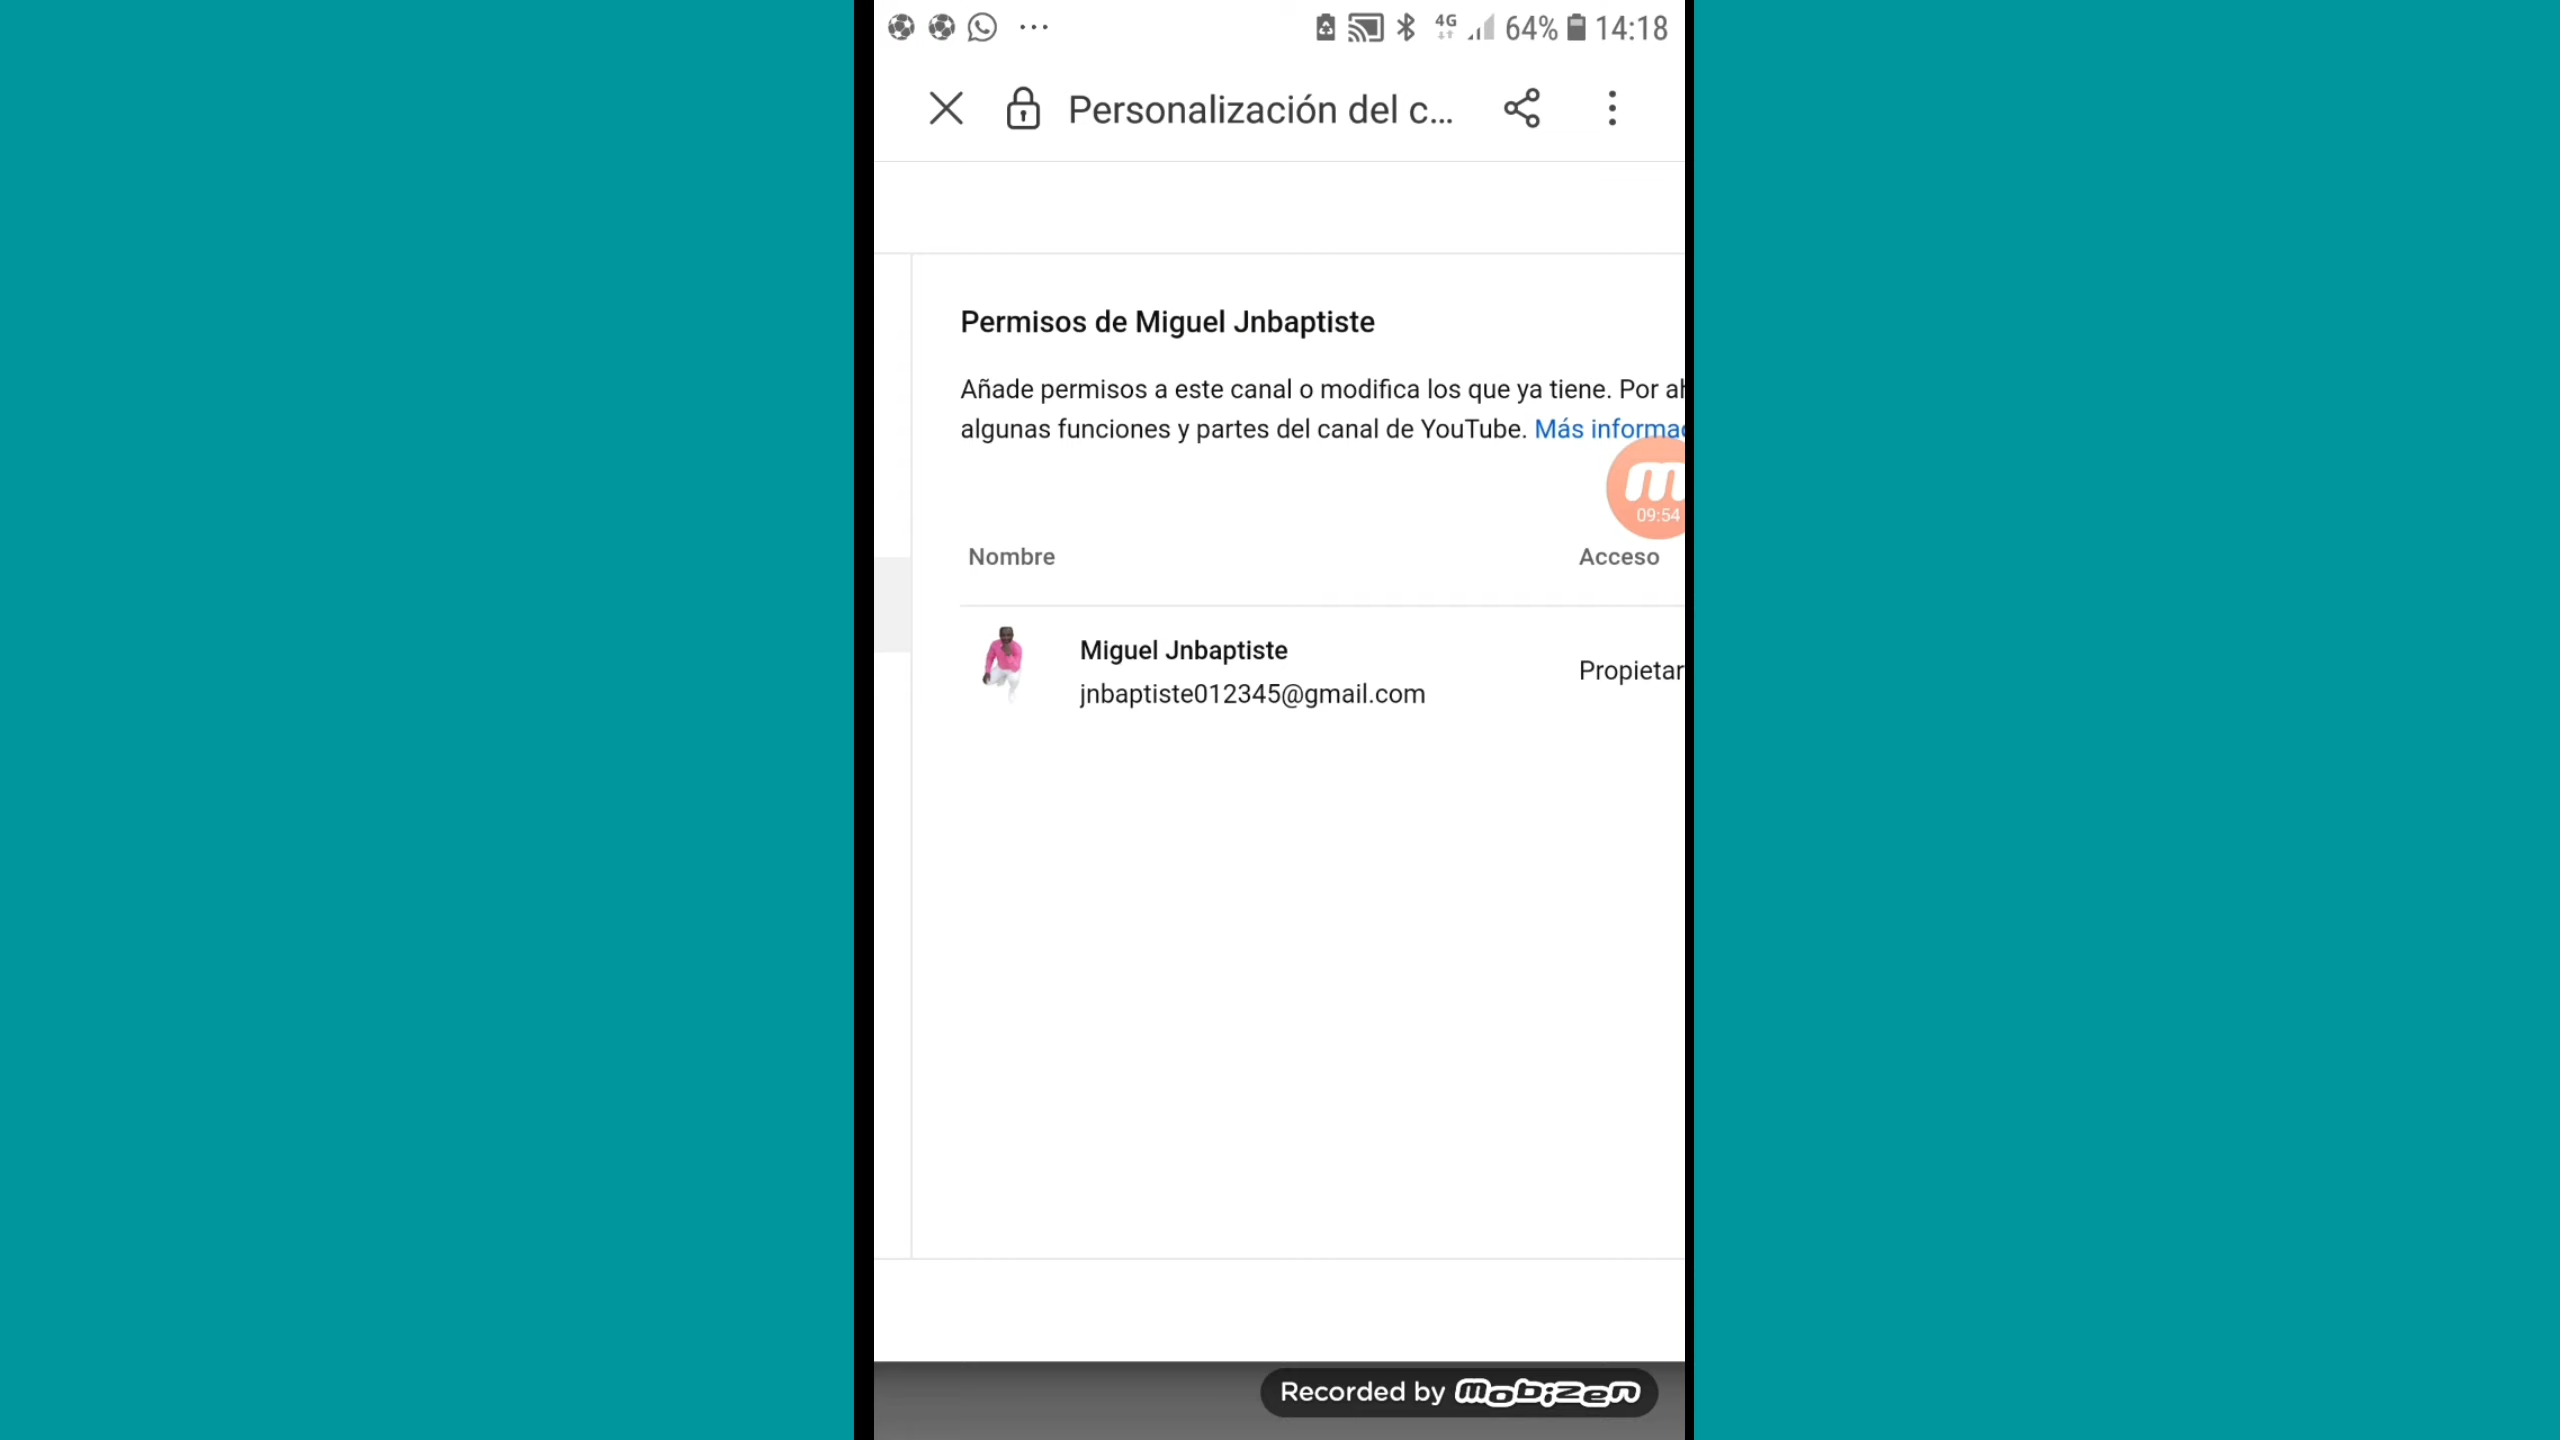 4G 64% 14:18
Personalización del c...
Permisos de Miguel Jnbaptiste
Añade permisos a este canal o modifica los que ya tiene. Por
algunas funciones y partes del canal de YouTube. Más informac
m
09:54
Nombre Acceso
Miguel Jnbaptiste
jnbaptiste012345@gmail.com
Propietar
Recorded by mobizen